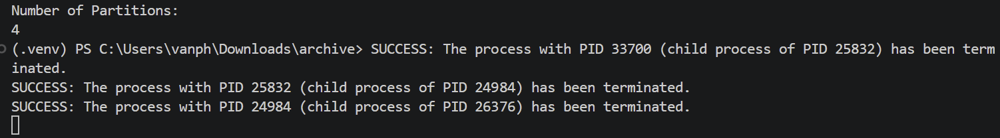 Number of Partitions:
4
(.venv) PS C:\Users\vanph\Downloads\archive> SUCCESS: The process with PID 33700 (child process of PID 25832) has been term
inated.
SUCCESS: The process with PID 25832 (child process of PID 24984) has been terminated.
SUCCESS: The process with PID 24984 (child process of PID 26376) has been terminated.